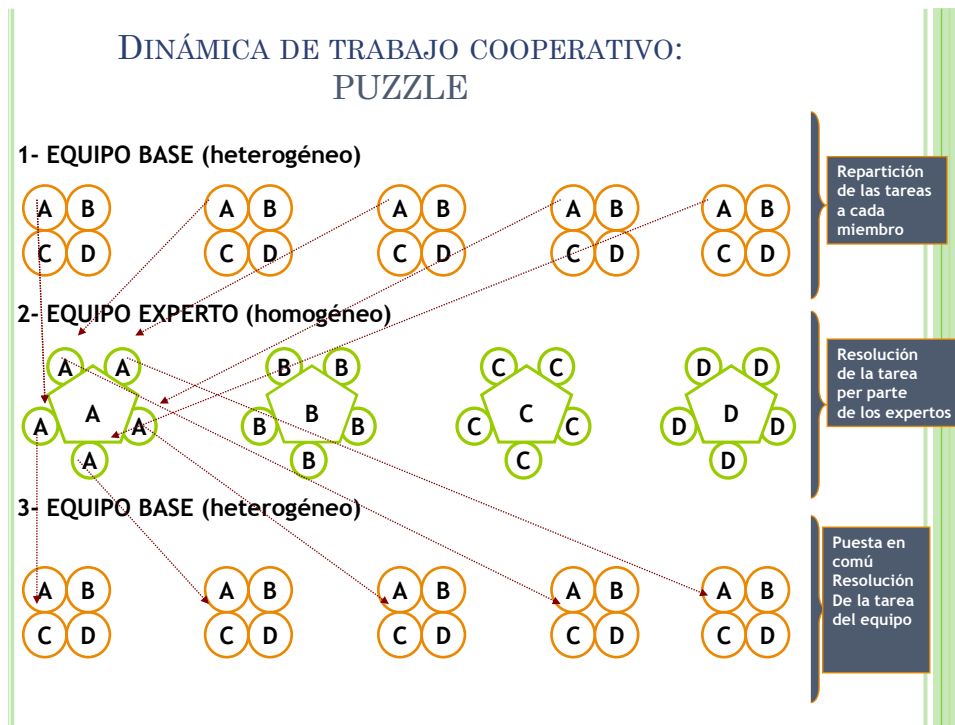 DINÁMICA DE TRABAJO COOPERATIVO:
PUZZLE
1- EQUIPO BASE (heterogéneo)
A B A B A B A B A B
C D C D C D C D C D
Repartición
de las tareas
a cada
miembro
2- EQUIPO EXPERTO (homogéneo)
A A B B C C D D
A A A B B B C C C D D D
A B C D
Resolución
de la tarea
per parte
de los expertos
3- EQUIPO BASE (heterogéneo)
A B A B A B A B A B
C D C D C D C D C D
Puesta en
comú
Resolución
De la tarea
del equipo